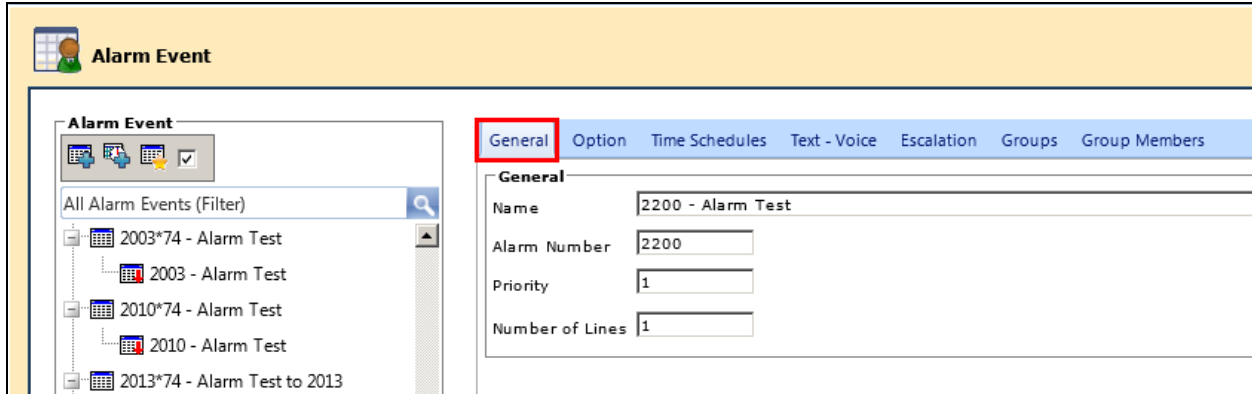 Alarm Event
Alarm Event
All Alarm Events (Filter)
2003*74 - Alarm Test
2003 - Alarm Test
2010*74 - Alarm Test
2010 - Alarm Test
2013*74 - Alarm Test to 2013
General Option Time Schedules Text - Voice Escalation Groups Group Members
General
Name 2200 - Alarm Test
Alarm Number 2200
Priority 1
Number of Lines 1